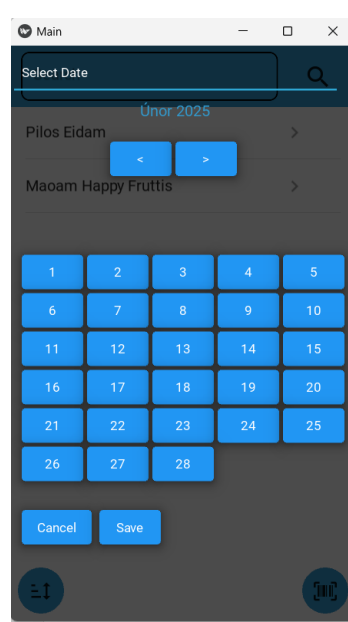 Main
Select Date
Únor 2025
Pilos Eidam >
< >
Maoam Happy Fruttis >
1 2 3 4 5
6 7 8 9 10
11 12 13 14 15
16 17 18 19 20
21 22 23 24 25
26 27 28
Cancel Save